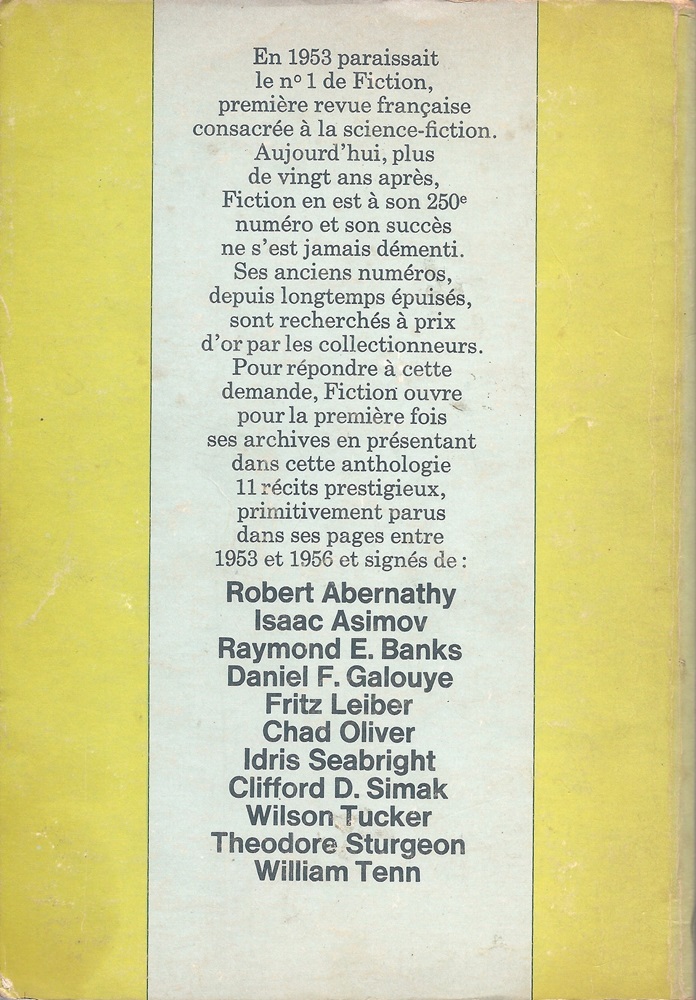 En 1953 paraissait
le nº 1 de Fiction,
première revue française
consacrée à la science-fiction.
Aujourd'hui, plus
de vingt ans après,
Fiction en est à son 250ᵉ
numéro et son succès
ne s'est jamais démenti.
Ses anciens numéros,
depuis longtemps épuisés,
sont recherchés à prix
d'or par les collectionneurs.
Pour répondre à cette
demande, Fiction ouvre
pour la première fois
ses archives en présentant
dans cette anthologie
11 récits prestigieux,
primitivement parus
dans ses pages entre
1953 et 1956 et signés de :
Robert Abernathy
Isaac Asimov
Raymond E. Banks
Daniel F. Galouye
Fritz Leiber
Chad Oliver
Idris Seabright
Clifford D. Simak
Wilson Tucker
Theodore Sturgeon
William Tenn